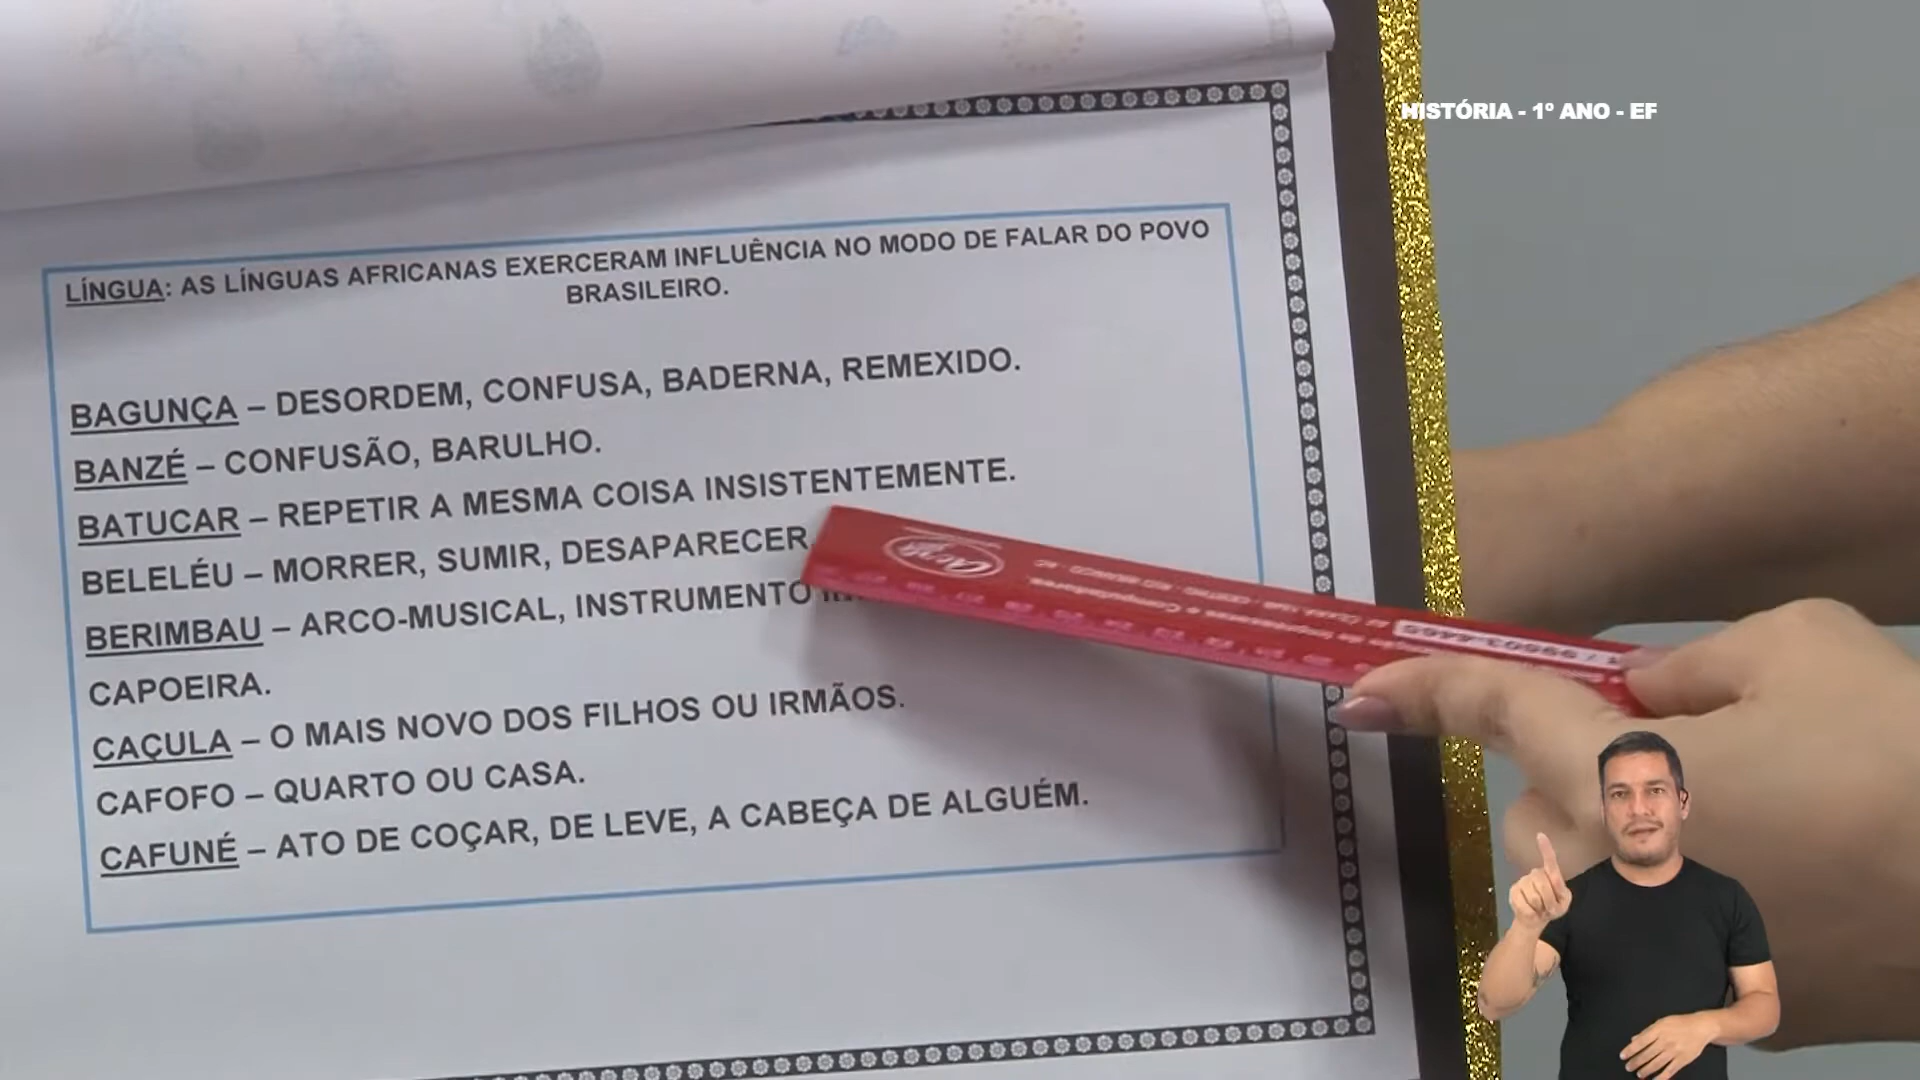 HISTÓRIA - 1º ANO - EF
LÍNGUA: AS LÍNGUAS AFRICANAS EXERCERAM INFLUÊNCIA NO MODO DE FALAR DO POVO
BRASILEIRO.
BAGUNÇA – DESORDEM, CONFUSA, BADERNA, REMEXIDO.
BANZÉ – CONFUSÃO, BARULHO.
BATUCAR – REPETIR A MESMA COISA INSISTENTEMENTE.
BELELÉU – MORRER, SUMIR, DESAPARECER.
BERIMBAU – ARCO-MUSICAL, INSTRUMENTO
CAPOEIRA.
CAÇULA – O MAIS NOVO DOS FILHOS OU IRMÃOS.
CAFOFO – QUARTO OU CASA.
CAFUNÉ – ATO DE COÇAR, DE LEVE, A CABEÇA DE ALGUÉM.